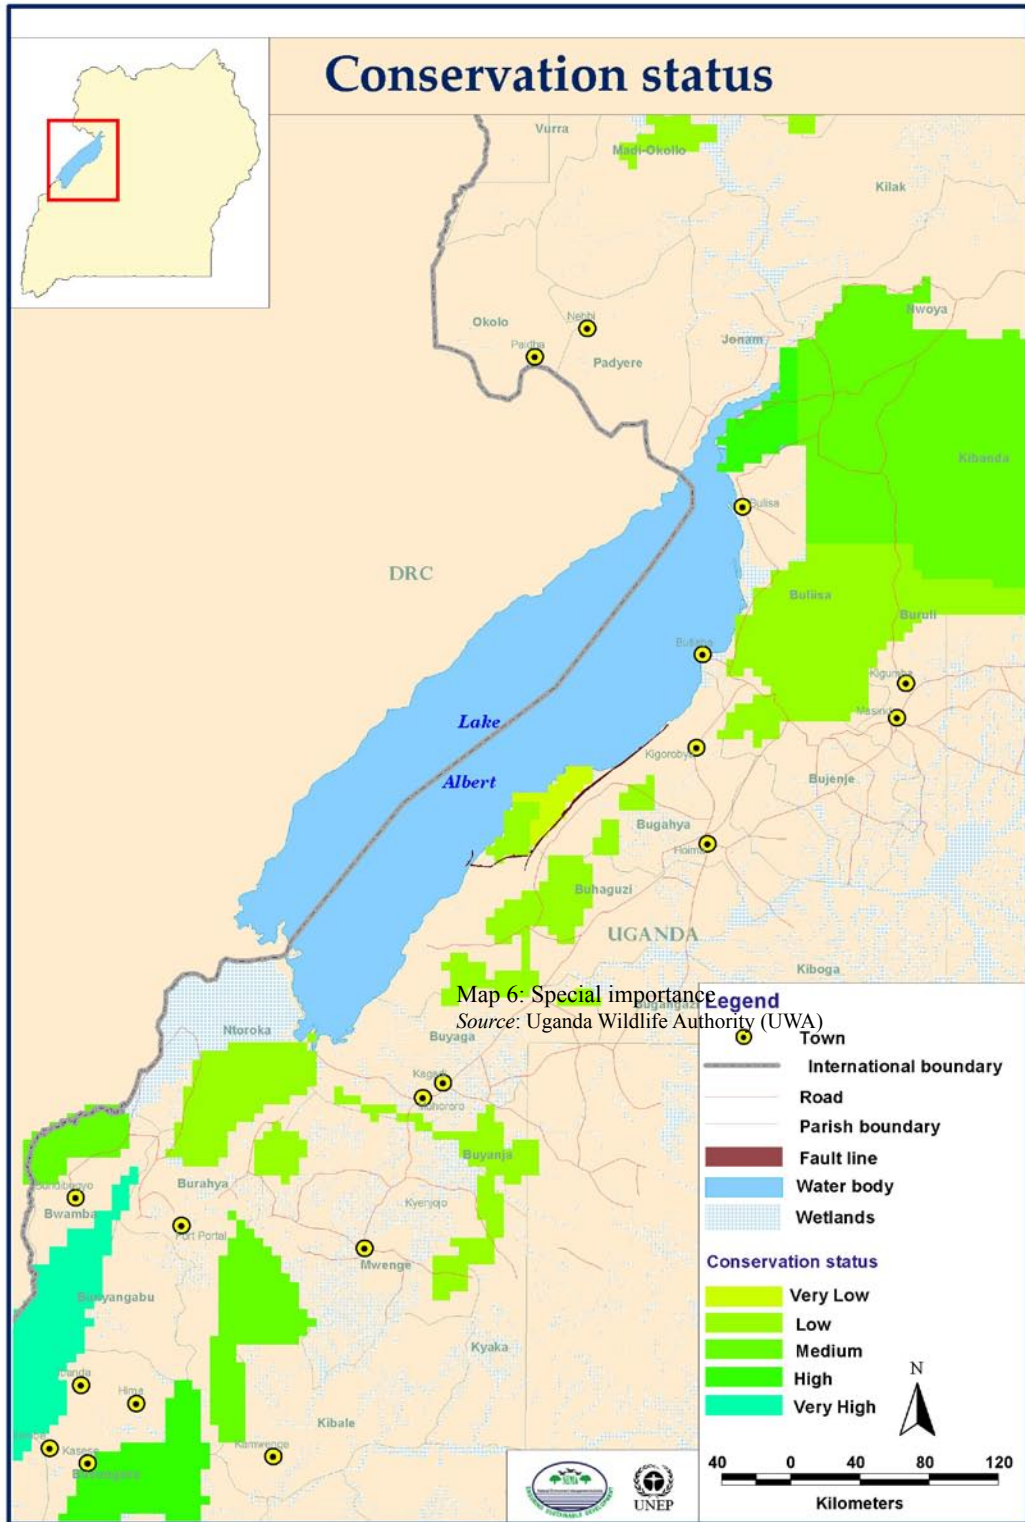 Conservation status
Vurra
Madi-Okollo
Kilak
Nwoya
Okolo
Nebbi
Jonam
Paidha
Padyere
Kibanda
Bulisa
DRC
Buliisa
Buruli
Kigumba
Lake
Kigorobya
Albert
Bujenje
Bugahya
Hoima
Buhaguzi
UGANDA
Kiboga
Map 6: Special importance
Source: Uganda Wildlife Authority (UWA)
Ntoroka
Buyaga
Kagadi
Buyanja
Burahya
Kyenjojo
Bwamba
Fort Portal
Mwenge
Kyaka
Hima
Kibale
Kasese
Kamwenge
Legend
Town
International boundary
Road
Parish boundary
Fault line
Water body
Wetlands
Conservation status
Very Low
Low
Medium
High
Very High
N
40 0 40 80 120
Kilometers
NEMA
ENSURING SUSTAINABLE DEVELOPMENT
UNEP